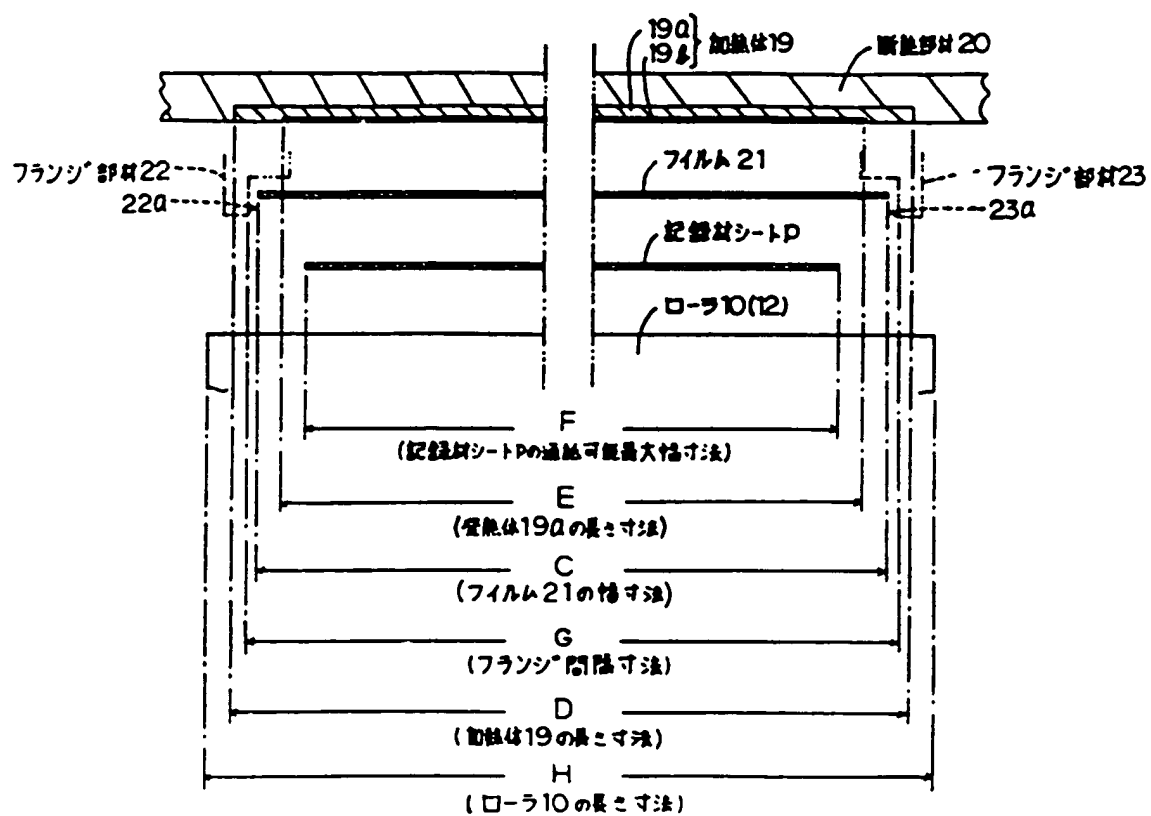 19a
19b
加熱体19
断熱部材20
フランジ部材22
22a
フイルム21
フランジ部材23
23a
記録材シートP
ローラ10(12)
F
(記録材シートPの通紙可能最大幅寸法)
E
(発熱体19aの長さ寸法)
C
(フィルム21の幅寸法)
G
(フランジ間隔寸法)
D
(加熱体19の長さ寸法)
H
(ローラ10の長さ寸法)